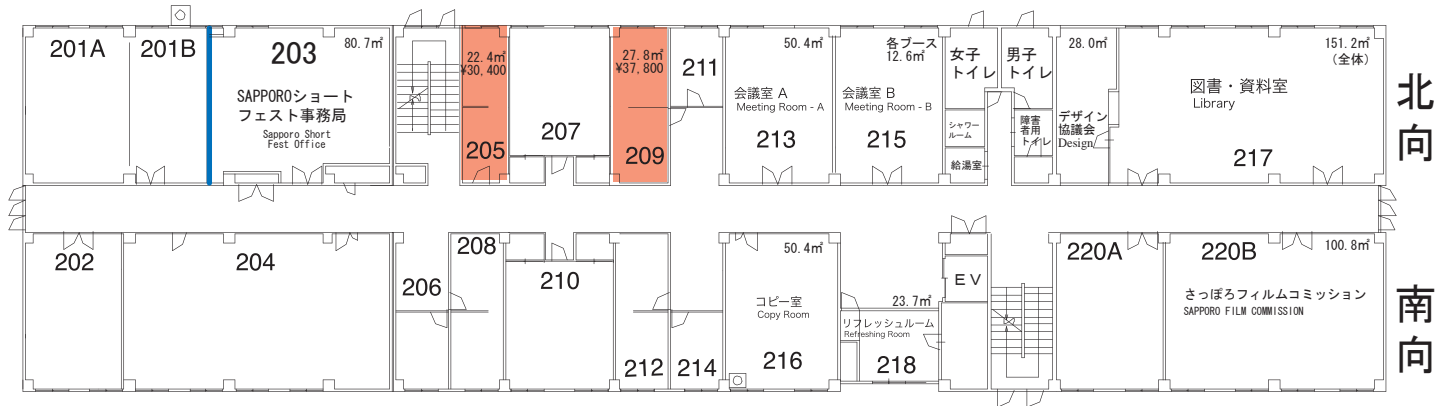 201A
201B
203
80.7㎡
SAPPOROショート
フェスト事務局
Sapporo Short
Fest Office
22.4㎡
¥30,400
205
207
27.8㎡
¥37,800
209
211
50.4㎡
会議室 A
Meeting Room - A
213
各ブース
12.6㎡
会議室 B
Meeting Room - B
215
女子
トイレ
男子
トイレ
シャワー
ルーム
給湯室
障害
者用
トイレ
28.0㎡
デザイン
協議会
Design
151.2㎡
（全体）
図書・資料室
Library
217
北向
202
204
206
208
210
212
214
50.4㎡
コピー室
Copy Room
216
23.7㎡
リフレッシュルーム
Refreshing Room
218
EV
220A
220B
100.8㎡
さっぽろフィルムコミッション
SAPPORO FILM COMMISSION
南向